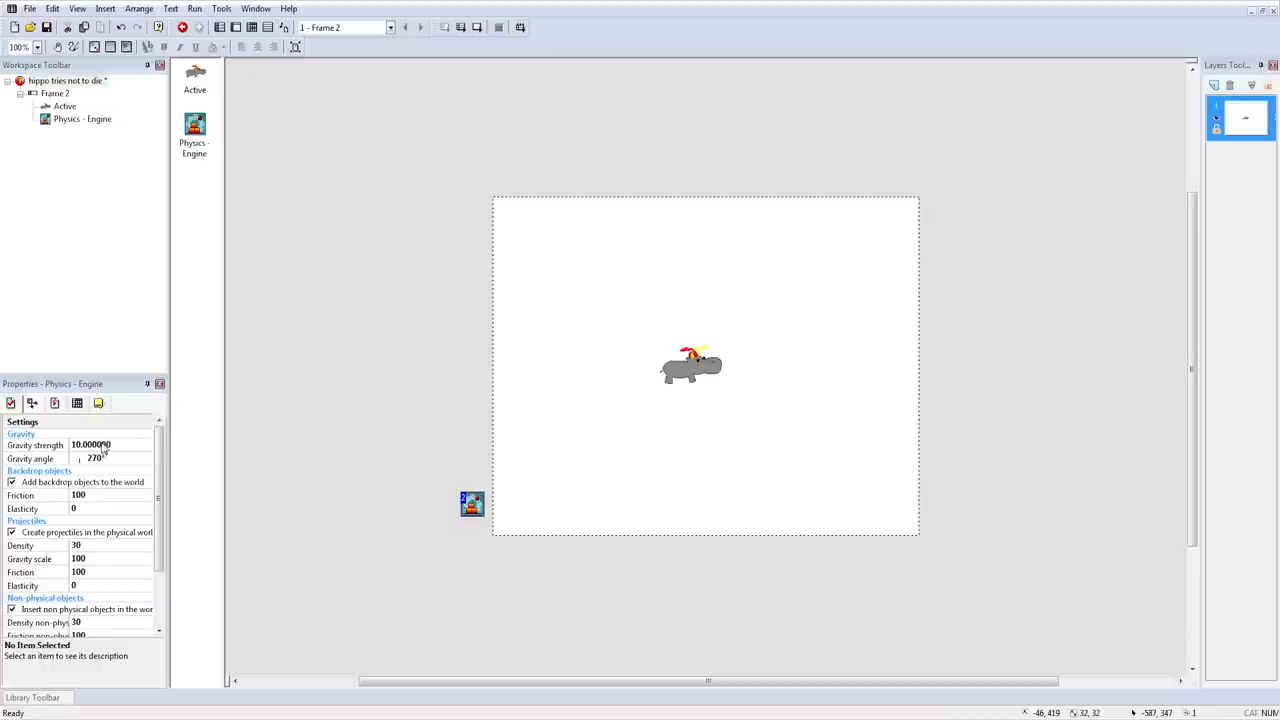 File Edit View Insert Arrange Text Run Tools Window Help
1 - Frame 2
100%
B I U
Workspace Toolbar
hippo tries not to die *
Frame 2
Active
Physics - Engine
Active
Physics -
Engine
Layers Tool...
Properties - Physics - Engine
Settings
Gravity
Gravity strength 10.000000
Gravity angle 270°
Backdrop objects
Add backdrop objects to the world
Friction 100
Elasticity 0
Projectiles
Create projectiles in the physical worl
Density 30
Gravity scale 100
Friction 100
Elasticity 0
Non-physical objects
Insert non physical objects in the wor
Density non-phys 30
Friction non-phy 100
No Item Selected
Select an item to see its description
Library Toolbar
Ready
-46, 419 32, 32 -587, 347 1 CAF NUM